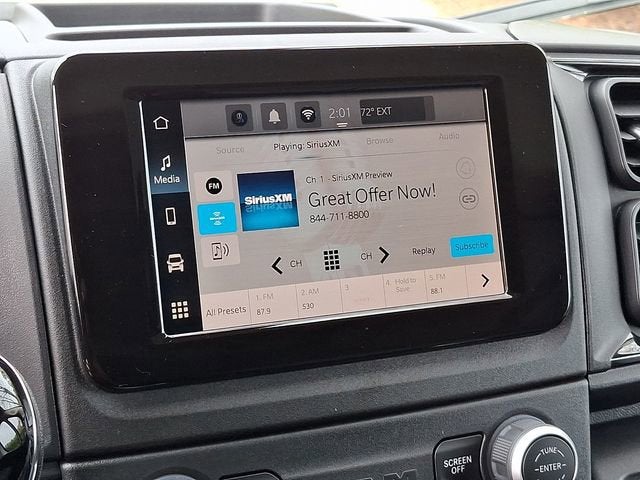 2:01 72° EXT
Source Playing: SiriusXM Browse Audio
Media
FM
SiriusXM
Ch 1 - SiriusXM Preview
Great Offer Now!
844-711-8800
CH CH Replay Subscribe
All Presets
1. FM 2. AM 3 4. Hold to Save 5. FM
87.9 530 88.1
SCREEN OFF
TUNE
ENTER